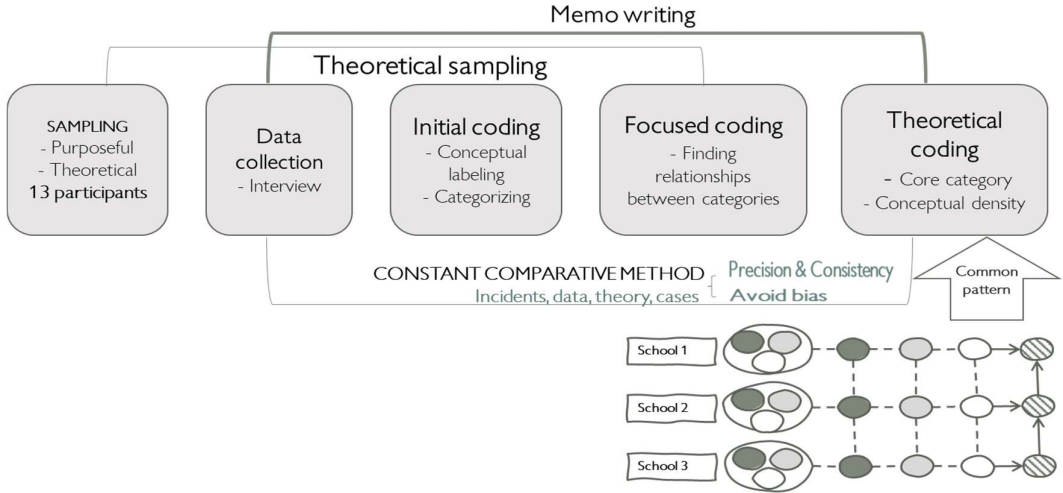 Memo writing
Theoretical sampling
SAMPLING
- Purposeful
- Theoretical
13 participants
Data
collection
- Interview
Initial coding
- Conceptual
labeling
- Categorizing
Focused coding
- Finding
relationships
between categories
Theoretical
coding
- Core category
- Conceptual density
CONSTANT COMPARATIVE METHOD
Incidents, data, theory, cases
Precision & Consistency
Avoid bias
Common
pattern
School 1
School 2
School 3